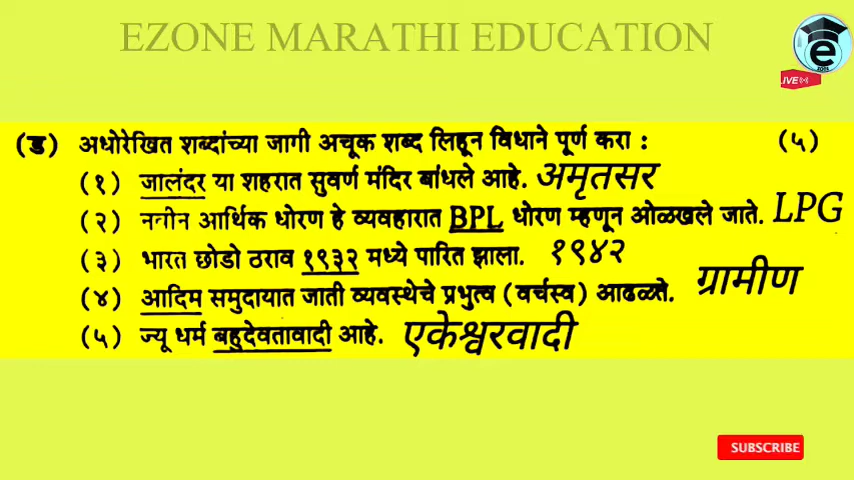 EZONE MARATHI EDUCATION
e
EZONE
LIVE
(ड) अधोरेखित शब्दांच्या जागी अचूक शब्द लिहून विधाने पूर्ण करा : (५)
(१) जालंदर या शहरात सुवर्ण मंदिर बांधले आहे. अमृतसर
(२) नवीन आर्थिक धोरण हे व्यवहारात BPL धोरण म्हणून ओळखले जाते. LPG
(३) भारत छोडो ठराव १९३२ मध्ये पारित झाला. १९४२
(४) आदिम समुदायात जाती व्यवस्थेचे प्रभुत्व (वर्चस्व) आढळते. ग्रामीण
(५) ज्यू धर्म बहुदेवतावादी आहे. एकेश्वरवादी
SUBSCRIBE